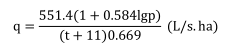 q = 551.4(1 + 0.584lgp) / (t + 11)0.669 (L/s. ha)